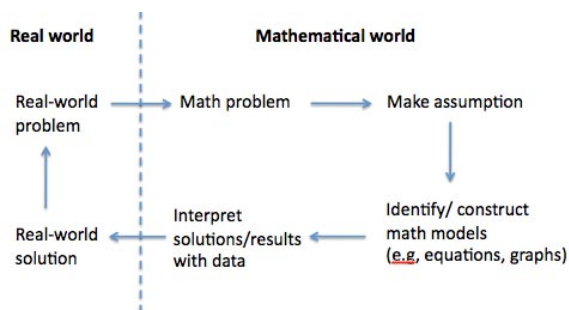 Real world
Mathematical world
Real-world
problem
Math problem
Make assumption
Real-world
solution
Interpret
solutions/results
with data
Identify/ construct
math models
(e.g, equations, graphs)